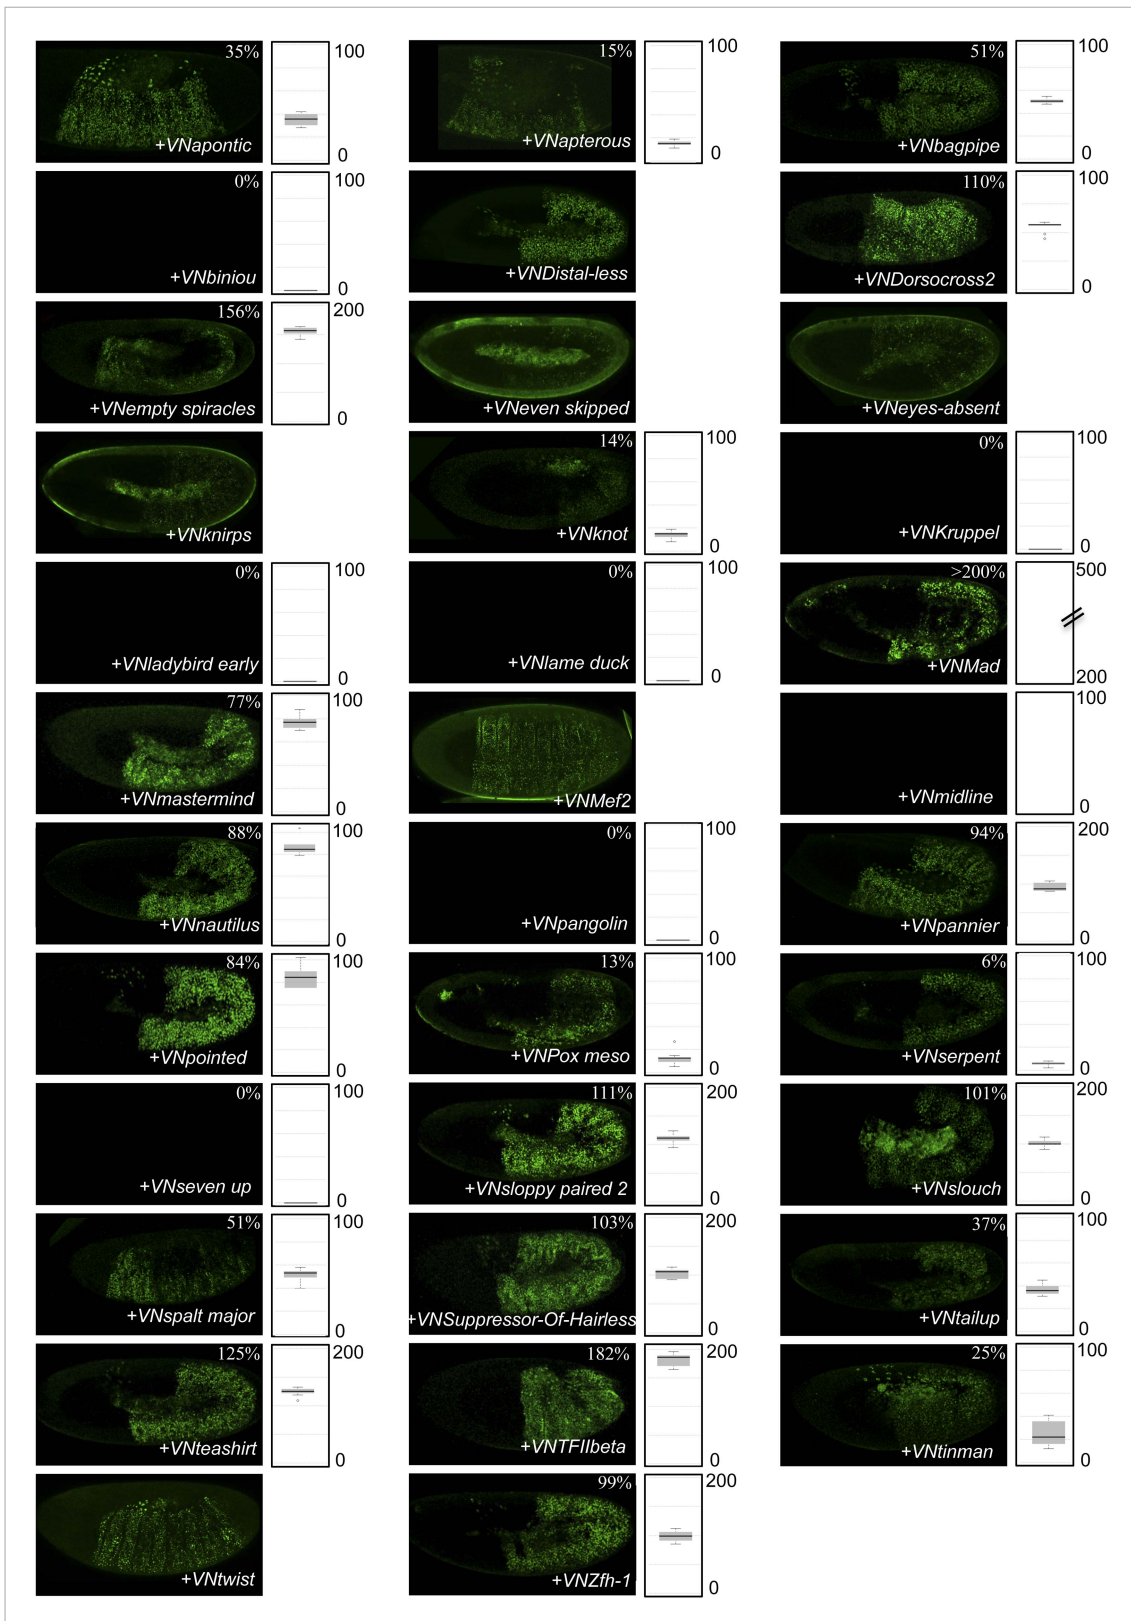 35%
100
+VNapontic
0
15%
100
+VNapterous
0
51%
100
+VNbagpipe
0
0%
100
+VNbiniou
0
+VNDistal-less
110%
100
+VNDorsocross2
0
156%
200
+VNempty spiracles
0
+VNeven skipped
+VNeyes-absent
+VNknirps
14%
100
+VNknot
0
0%
100
+VNKruppel
0
0%
100
+VNladybird early
0
0%
100
+VNlame duck
0
>200%
500
+VNMad
200
77%
100
+VNmastermind
0
+VNMef2
100
+VNmidline
0
88%
100
+VNnautilus
0
0%
100
+VNpangolin
0
94%
200
+VNpannier
0
84%
100
+VNpointed
0
13%
100
+VNPox meso
0
6%
100
+VNserpent
0
0%
100
+VNseven up
0
111%
200
+VNsloppy paired 2
0
101%
200
+VNslouch
0
51%
100
+VNspalt major
0
103%
200
+VNSuppressor-Of-Hairless
0
37%
100
+VNtailup
0
125%
200
+VNteashirt
0
182%
200
+VNTFIIbeta
0
25%
100
+VNtinman
0
+VNtwist
99%
200
+VNZfh-1
0